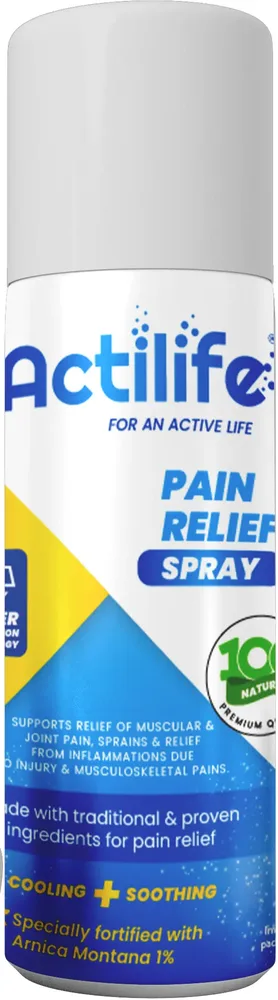 Actilife
FOR AN ACTIVE LIFE
PAIN
RELIEF
SPRAY
100
NATUR
PREMIUM Q
SUPPORTS RELIEF OF MUSCULAR &
JOINT PAIN, SPRAINS & RELIEF
FROM INFLAMMATIONS DUE
O INJURY & MUSCULOSKELETAL PAINS.
ade with traditional & proven
ingredients for pain relief
COOLING + SOOTHING
Specially fortified with
Arnica Montana 1%